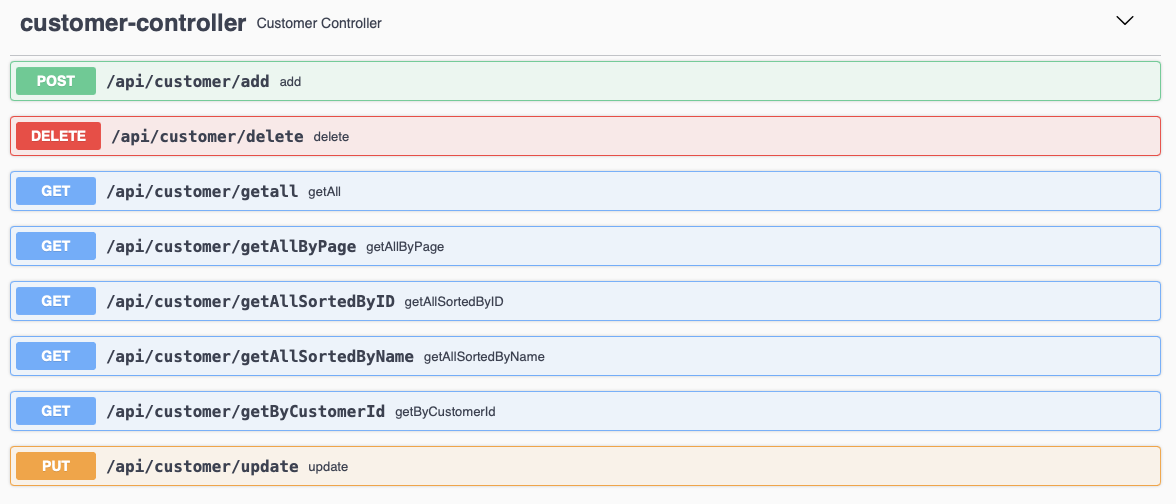 customer-controller Customer Controller
POST /api/customer/add add
DELETE /api/customer/delete delete
GET /api/customer/getall getAll
GET /api/customer/getAllByPage getAllByPage
GET /api/customer/getAllSortedByID getAllSortedByID
GET /api/customer/getAllSortedByName getAllSortedByName
GET /api/customer/getByCustomerId getByCustomerId
PUT /api/customer/update update